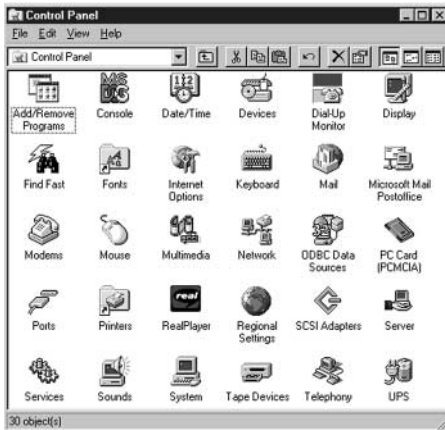 Control Panel
File Edit View Help
Control Panel
MS DOS
Add/Remove Programs
Console
Date/Time
Devices
Dial-Up Monitor
Display
Find Fast
Fonts
Internet Options
Keyboard
Mail
Microsoft Mail Postoffice
Modems
Mouse
Multimedia
Network
ODBC Data Sources
PC Card (PCMCIA)
real
Ports
Printers
RealPlayer
Regional Settings
SCSI Adapters
Server
Services
Sounds
System
Tape Devices
Telephony
UPS
30 object(s)